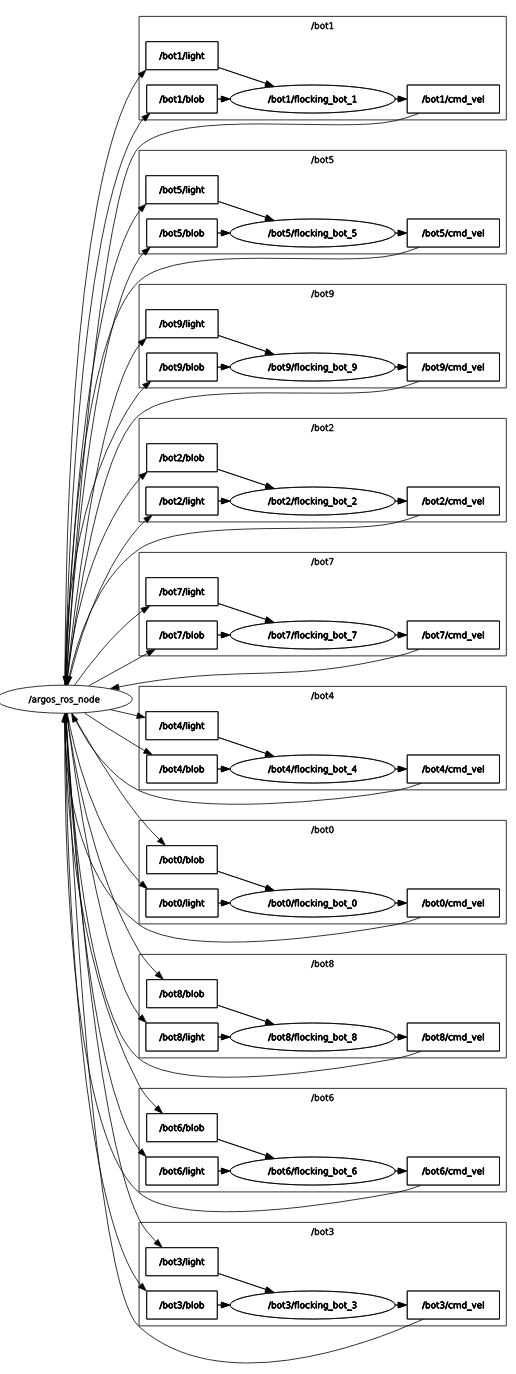 /bot1
/bot1/light
/bot1/blob /bot1/flocking_bot_1 /bot1/cmd_vel
/bot5
/bot5/light
/bot5/blob /bot5/flocking_bot_5 /bot5/cmd_vel
/bot9
/bot9/light
/bot9/blob /bot9/flocking_bot_9 /bot9/cmd_vel
/bot2
/bot2/blob
/bot2/light /bot2/flocking_bot_2 /bot2/cmd_vel
/bot7
/bot7/light
/bot7/blob /bot7/flocking_bot_7 /bot7/cmd_vel
/argos_ros_node
/bot4
/bot4/light
/bot4/blob /bot4/flocking_bot_4 /bot4/cmd_vel
/bot0
/bot0/blob
/bot0/light /bot0/flocking_bot_0 /bot0/cmd_vel
/bot8
/bot8/blob
/bot8/light /bot8/flocking_bot_8 /bot8/cmd_vel
/bot6
/bot6/blob
/bot6/light /bot6/flocking_bot_6 /bot6/cmd_vel
/bot3
/bot3/light
/bot3/blob /bot3/flocking_bot_3 /bot3/cmd_vel